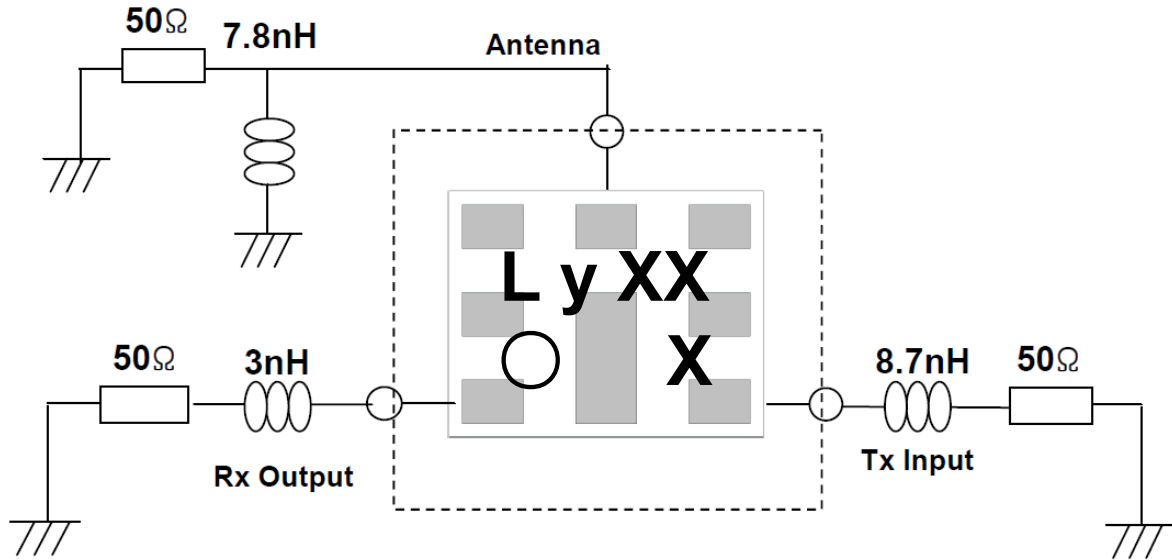 50Ω
7.8nH
Antenna
L y XX
X
50Ω
3nH
Rx Output
8.7nH
50Ω
Tx Input